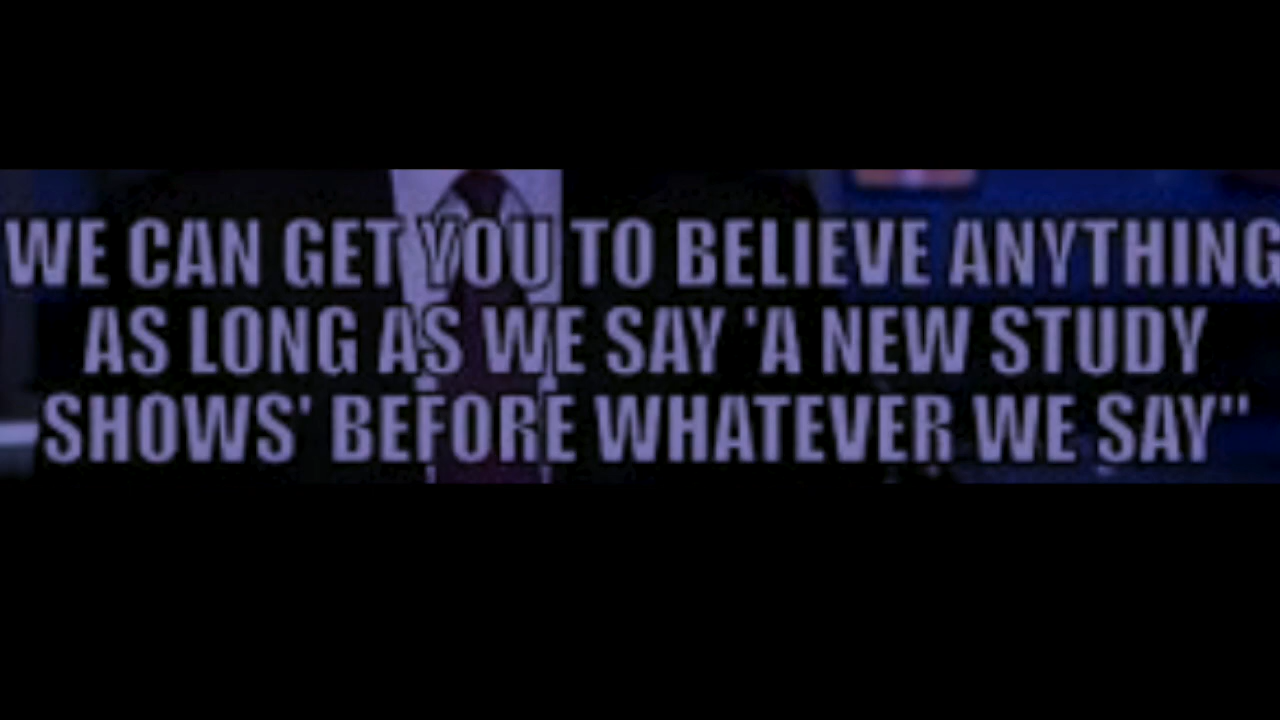 WE CAN GET YOU TO BELIEVE ANYTHING
AS LONG AS WE SAY 'A NEW STUDY
SHOWS' BEFORE WHATEVER WE SAY"